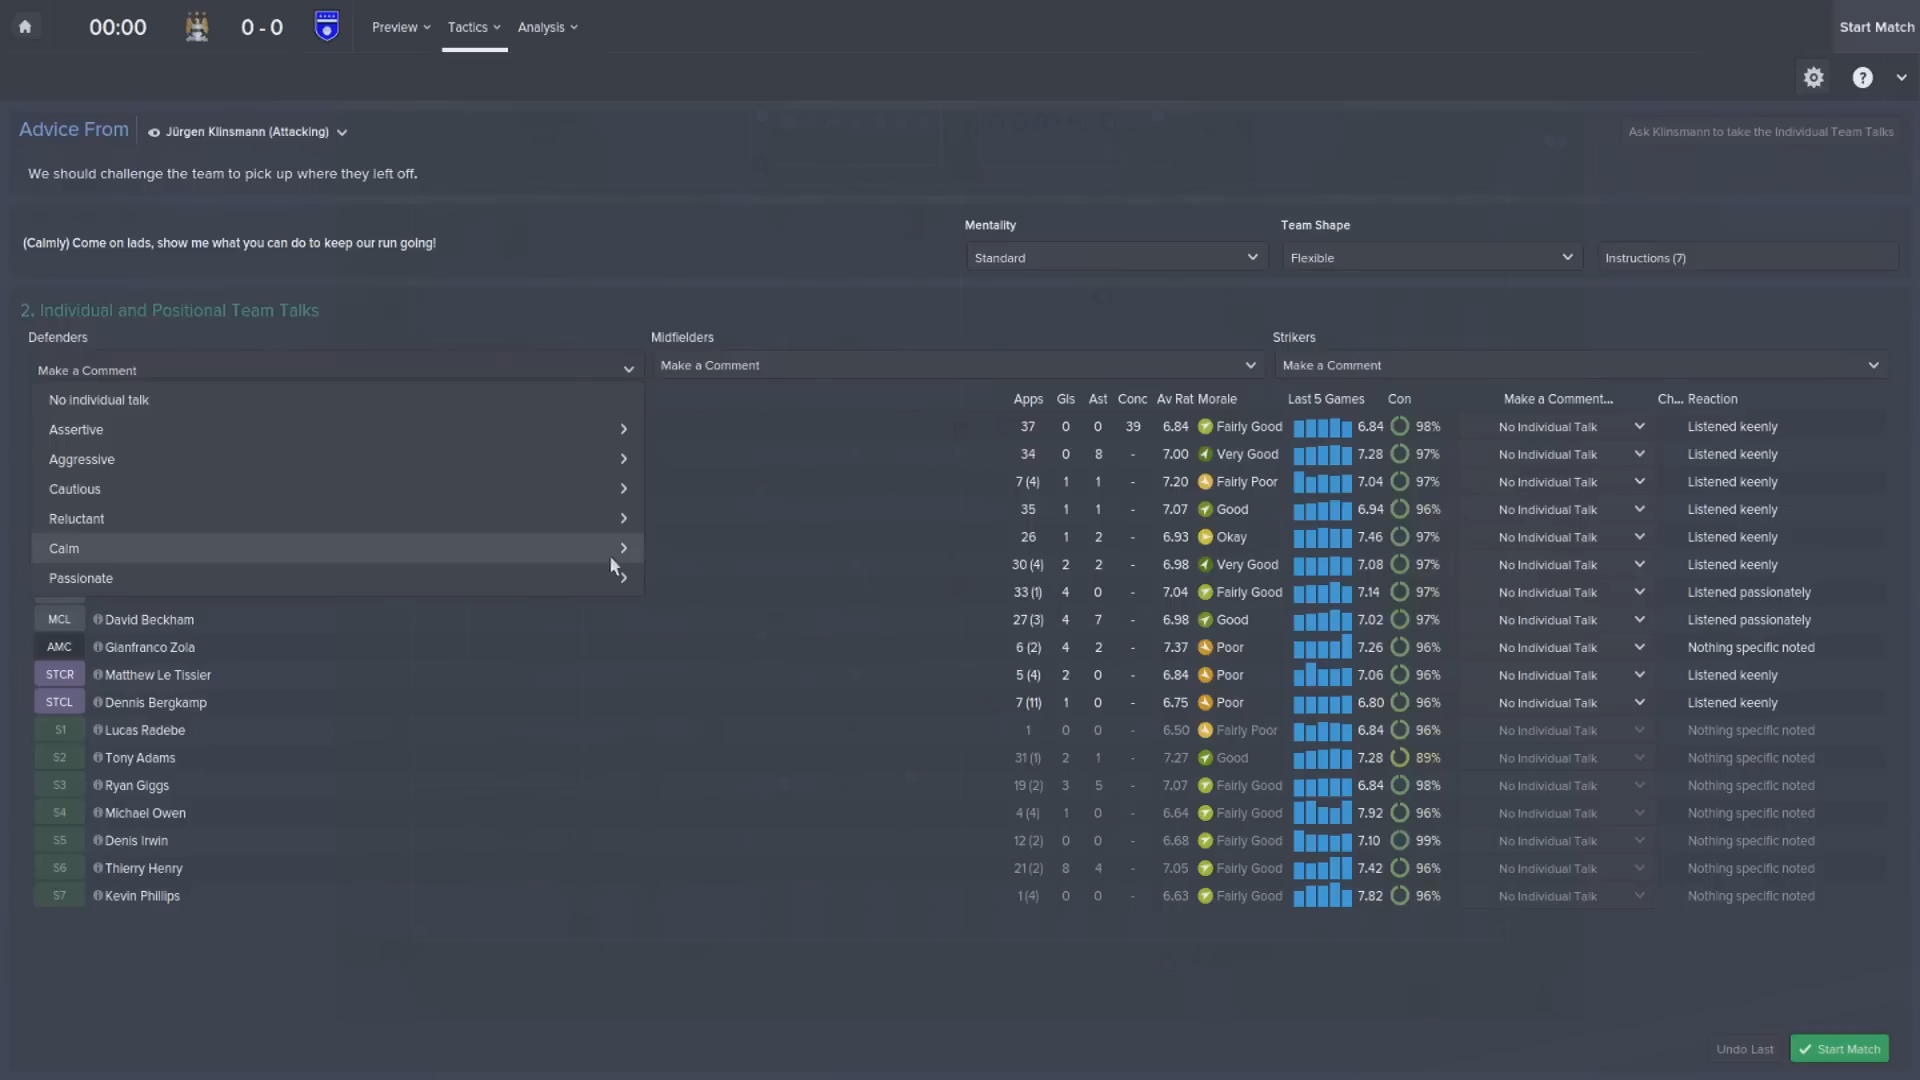 00:00 0 - 0 Preview Tactics Analysis Start Match
?
Advice From Jürgen Klinsmann (Attacking) Ask Klinsmann to take the Individual Team Talks
We should challenge the team to pick up where they left off.
Mentality Team Shape
(Calmly) Come on lads, show me what you can do to keep our run going!
Standard Flexible Instructions (7)
2. Individual and Positional Team Talks
Defenders Midfielders Strikers
Make a Comment Make a Comment Make a Comment
No individual talk Apps Gls Ast Conc Av Rat Morale Last 5 Games Con Make a Comment... Ch... Reaction
37 0 0 39 6.84 Fairly Good 6.84 98% No Individual Talk Listened keenly
Assertive
34 0 8 - 7.00 Very Good 7.28 97% No Individual Talk Listened keenly
Aggressive
7 (4) 1 1 - 7.20 Fairly Poor 7.04 97% No Individual Talk Listened keenly
Cautious
35 1 1 - 7.07 Good 6.94 96% No Individual Talk Listened keenly
Reluctant
26 1 2 - 6.93 Okay 7.46 97% No Individual Talk Listened keenly
Calm
30 (4) 2 2 - 6.98 Very Good 7.08 97% No Individual Talk Listened keenly
Passionate
33 (1) 4 0 - 7.04 Fairly Good 7.14 97% No Individual Talk Listened passionately
MCL David Beckham 27 (3) 4 7 - 6.98 Good 7.02 97% No Individual Talk Listened passionately
AMC Gianfranco Zola 6 (2) 4 2 - 7.37 Poor 7.26 96% No Individual Talk Nothing specific noted
STCR Matthew Le Tissier 5 (4) 2 0 - 6.84 Poor 7.06 96% No Individual Talk Listened keenly
STCL Dennis Bergkamp 7 (11) 1 0 - 6.75 Poor 6.80 96% No Individual Talk Listened keenly
S1 Lucas Radebe 1 0 0 - 6.50 Fairly Poor 6.84 96% No Individual Talk Nothing specific noted
S2 Tony Adams 31 (1) 2 1 - 7.27 Good 7.28 89% No Individual Talk Nothing specific noted
S3 Ryan Giggs 19 (2) 3 5 - 7.07 Fairly Good 6.84 98% No Individual Talk Nothing specific noted
S4 Michael Owen 4 (4) 1 0 - 6.64 Fairly Good 7.92 96% No Individual Talk Nothing specific noted
S5 Denis Irwin 12 (2) 0 0 - 6.68 Fairly Good 7.10 99% No Individual Talk Nothing specific noted
S6 Thierry Henry 21 (2) 8 4 - 7.05 Fairly Good 7.42 96% No Individual Talk Nothing specific noted
S7 Kevin Phillips 1 (4) 0 0 - 6.63 Fairly Good 7.82 96% No Individual Talk Nothing specific noted
Undo Last Start Match